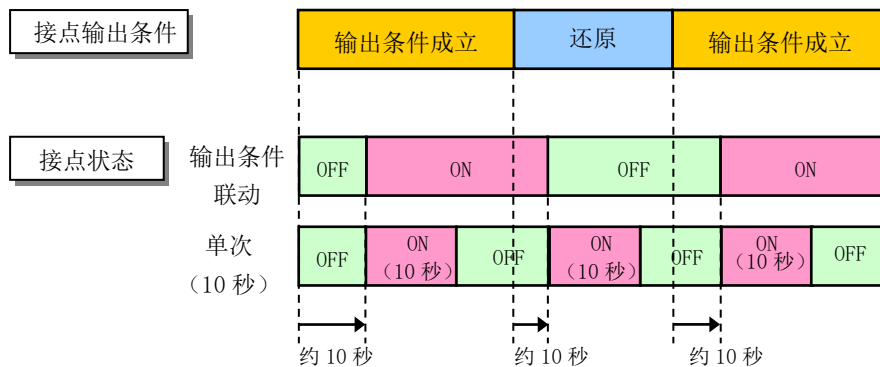 接点输出条件
输出条件成立 还原 输出条件成立
接点状态
输出条件
联动
OFF ON OFF ON
单次
（10 秒）
OFF ON
（10 秒） OFF ON
（10 秒） OFF ON
（10 秒） OFF
约 10 秒 约 10 秒 约 10 秒